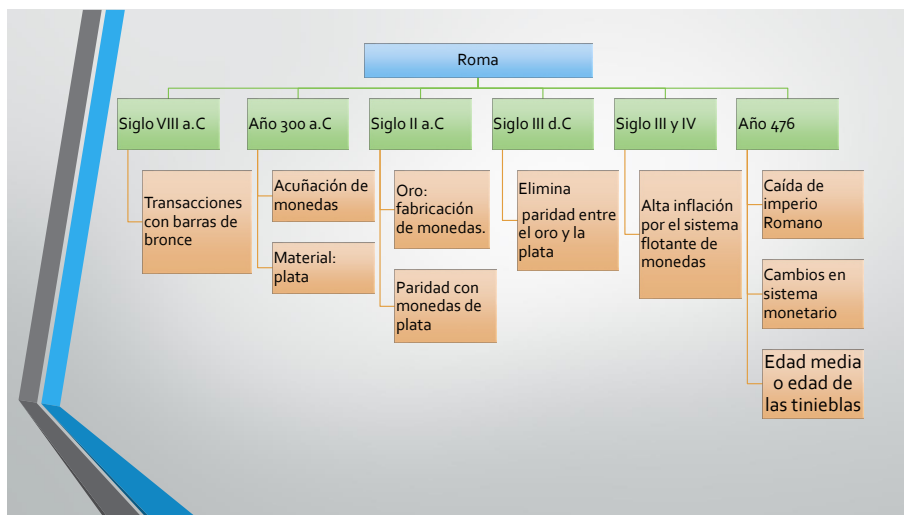 Roma
Siglo VIII a.C
Transacciones
con barras de
bronce
Año 300 a.C
Acuñación de
monedas
Material:
plata
Siglo II a.C
Oro:
fabricación
de monedas.
Paridad con
monedas de
plata
Siglo III d.C
Elimina
paridad entre
el oro y la
plata
Siglo III y IV
Alta inflación
por el sistema
flotante de
monedas
Año 476
Caída de
imperio
Romano
Cambios en
sistema
monetario
Edad media
o edad de
las tinieblas